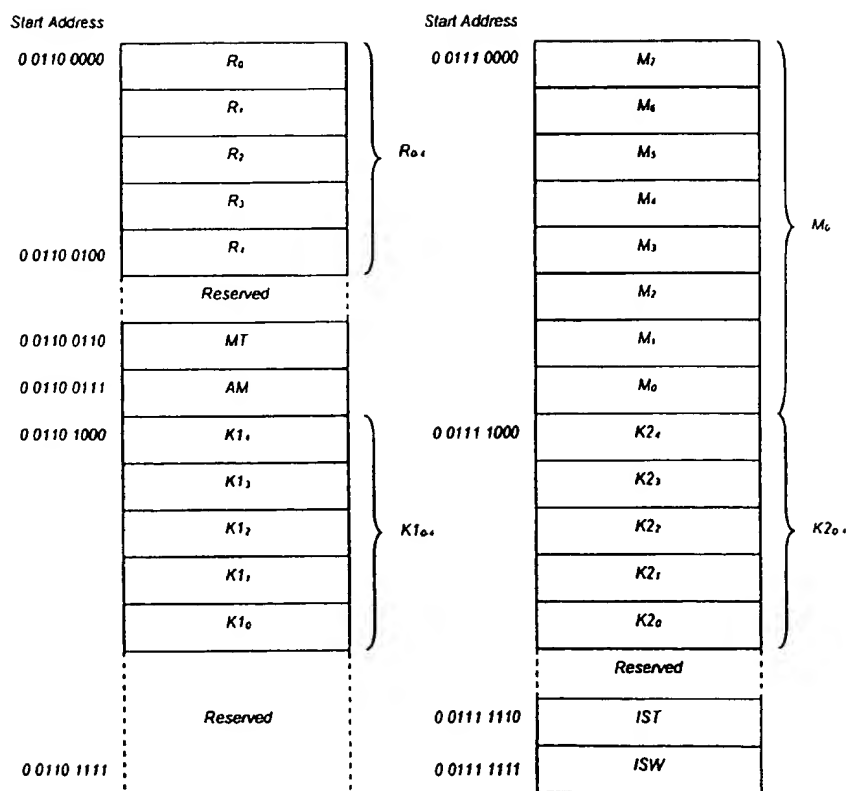 Start Address
0 0110 0000
R₀
R₁
R₂
R₃
0 0110 0100
R₄
R₀₋₄
Reserved
0 0110 0110
MT
0 0110 0111
AM
0 0110 1000
K1₄
K1₃
K1₂
K1₁
K1₀
K1₀₋₄
Reserved
0 0110 1111
Start Address
0 0111 0000
M₇
M₆
M₅
M₄
M₃
M₂
M₁
M₀
M₀
0 0111 1000
K2₄
K2₃
K2₂
K2₁
K2₀
K2₀₋₄
Reserved
0 0111 1110
IST
0 0111 1111
ISW